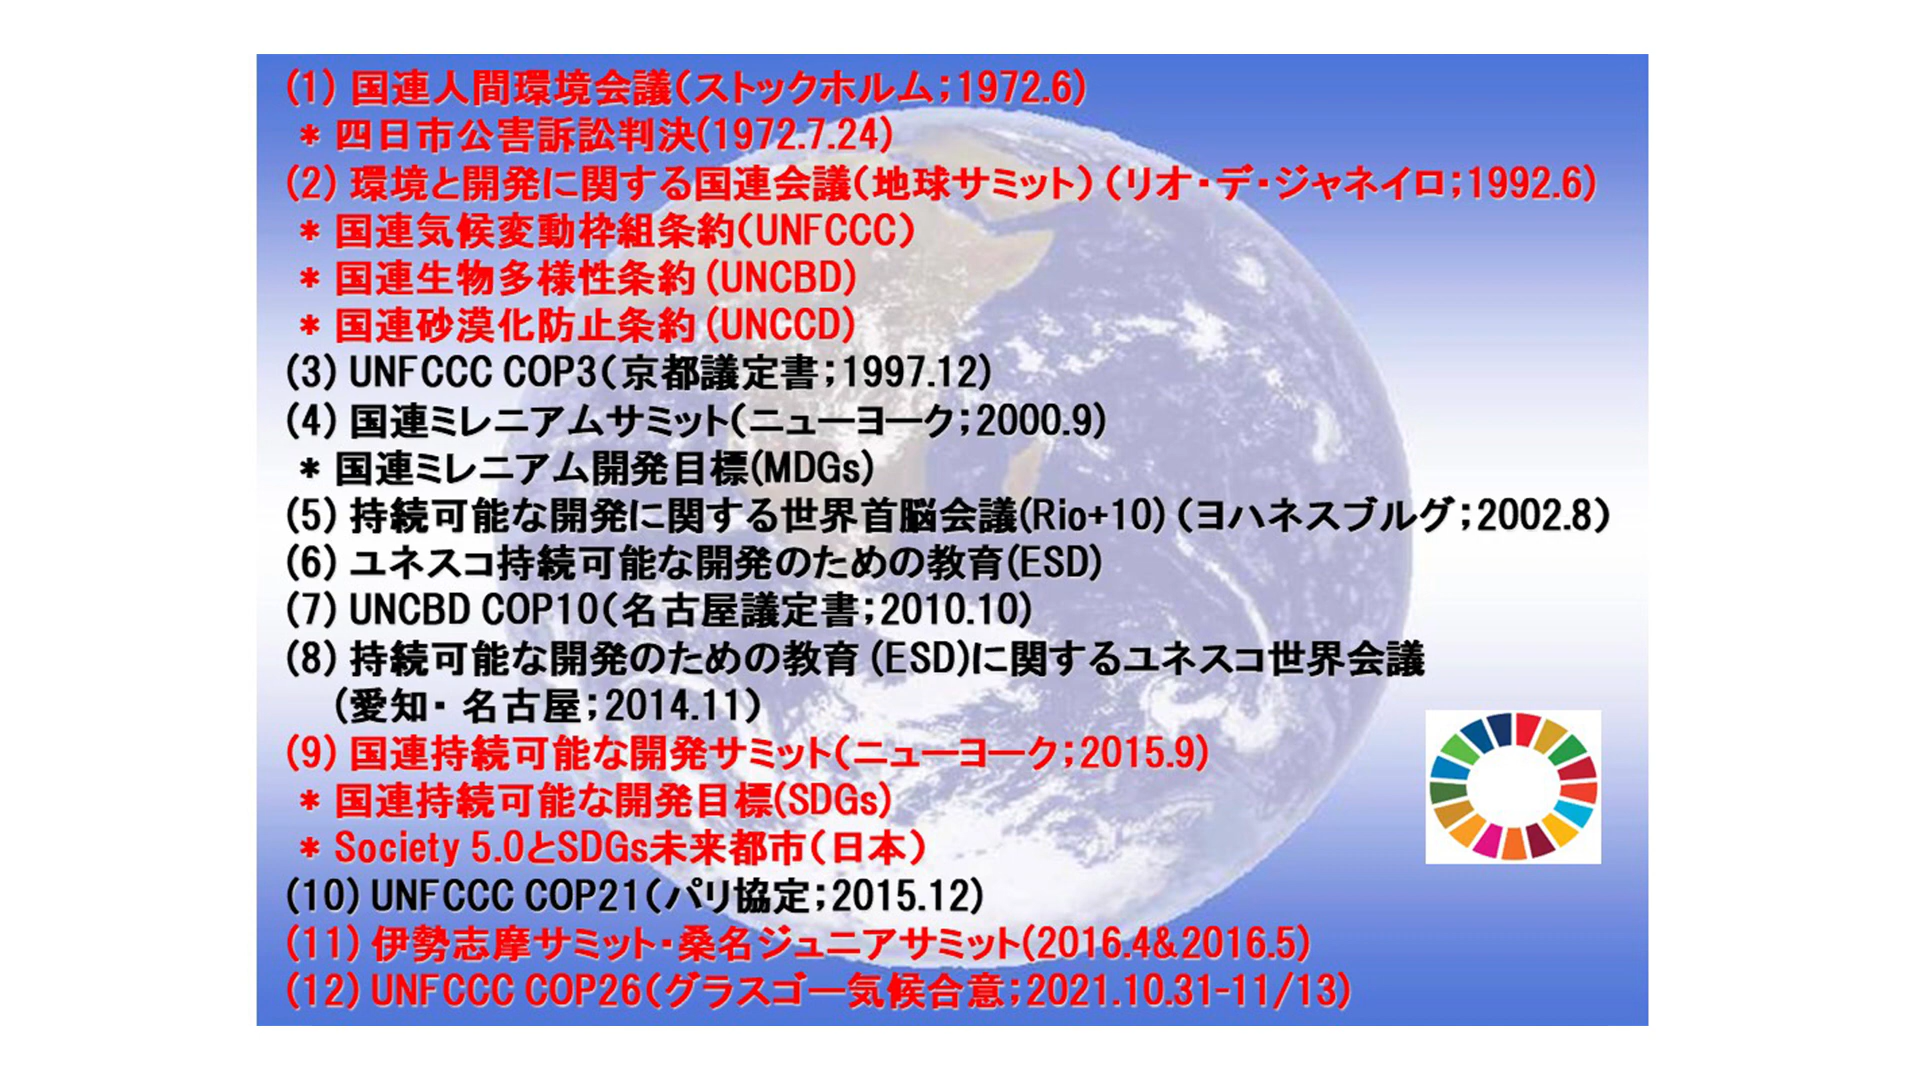 (1) 国連人間環境会議(ストックホルム;1972.6)
* 四日市公害訴訟判決(1972.7.24)
(2) 環境と開発に関する国連会議(地球サミット)(リオ・デ・ジャネイロ;1992.6)
* 国連気候変動枠組条約(UNFCCC)
* 国連生物多様性条約 (UNCBD)
* 国連砂漠化防止条約 (UNCCD)
(3) UNFCCC COP3(京都議定書;1997.12)
(4) 国連ミレニアムサミット(ニューヨーク;2000.9)
* 国連ミレニアム開発目標(MDGs)
(5) 持続可能な開発に関する世界首脳会議(Rio+10)(ヨハネスブルグ;2002.8)
(6) ユネスコ持続可能な開発のための教育(ESD)
(7) UNCBD COP10(名古屋議定書;2010.10)
(8) 持続可能な開発のための教育 (ESD)に関するユネスコ世界会議
(愛知・ 名古屋;2014.11)
(9) 国連持続可能な開発サミット(ニューヨーク;2015.9)
* 国連持続可能な開発目標(SDGs)
* Society 5.0とSDGs未来都市(日本)
(10) UNFCCC COP21(パリ協定;2015.12)
(11) 伊勢志摩サミット・桑名ジュニアサミット(2016.4&2016.5)
(12) UNFCCC COP26(グラスゴー気候合意;2021.10.31-11/13)